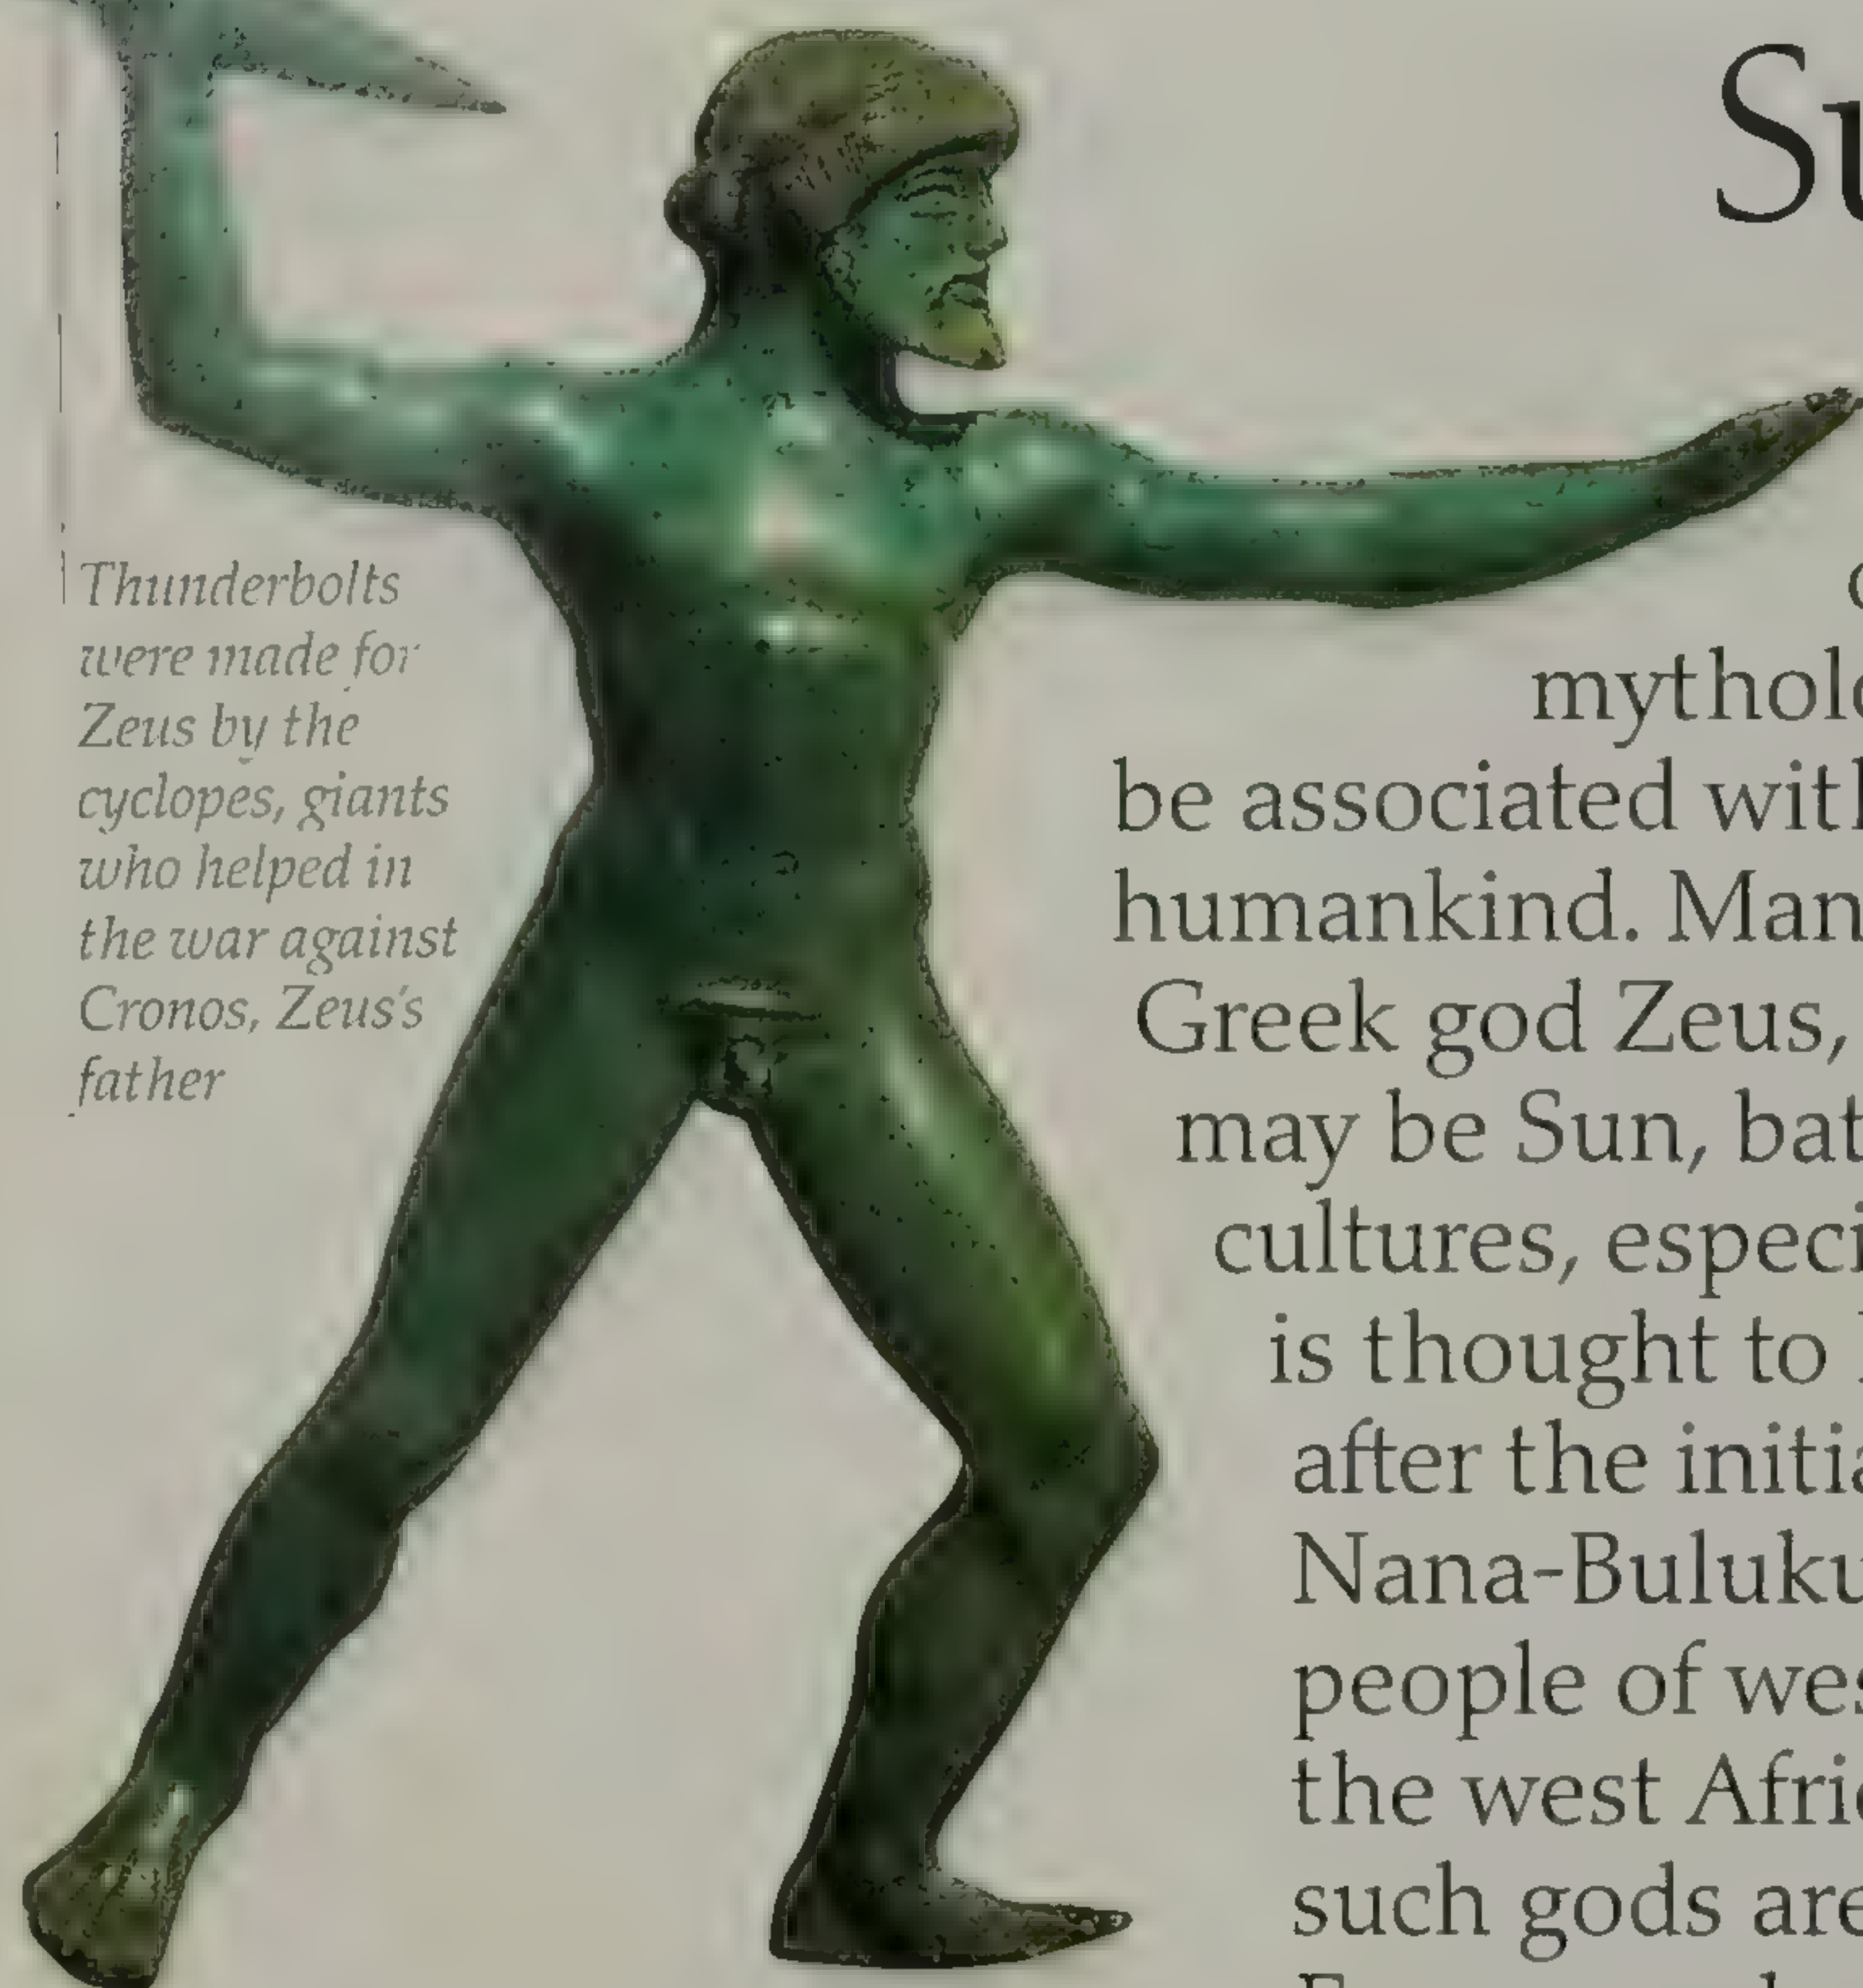 Su
Thunderbolts
were made for
Zeus by the
cyclopes, giants
who helped in
the war against
Cronos, Zeus's
father
mytholo
be associated with
humankind. Man
Greek god Zeus,
may be Sun, bat
cultures, especi
is thought to
after the initia
Nana-Buluku
people of wes
the west Afric
such gods are